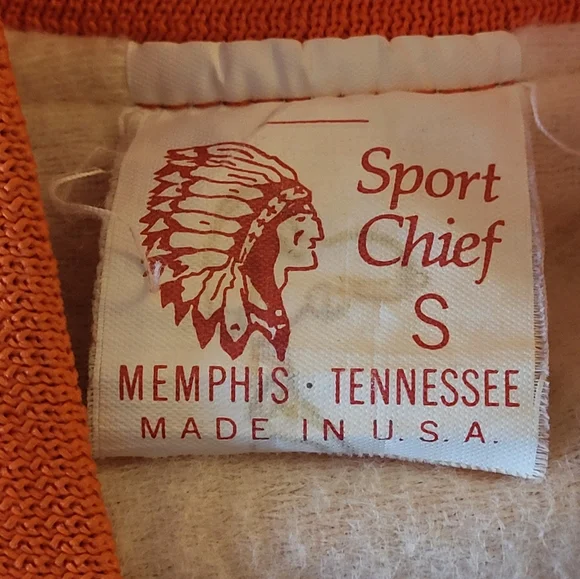 Sport
Chief
S
MEMPHIS · TENNESSEE
MADE IN U.S.A.